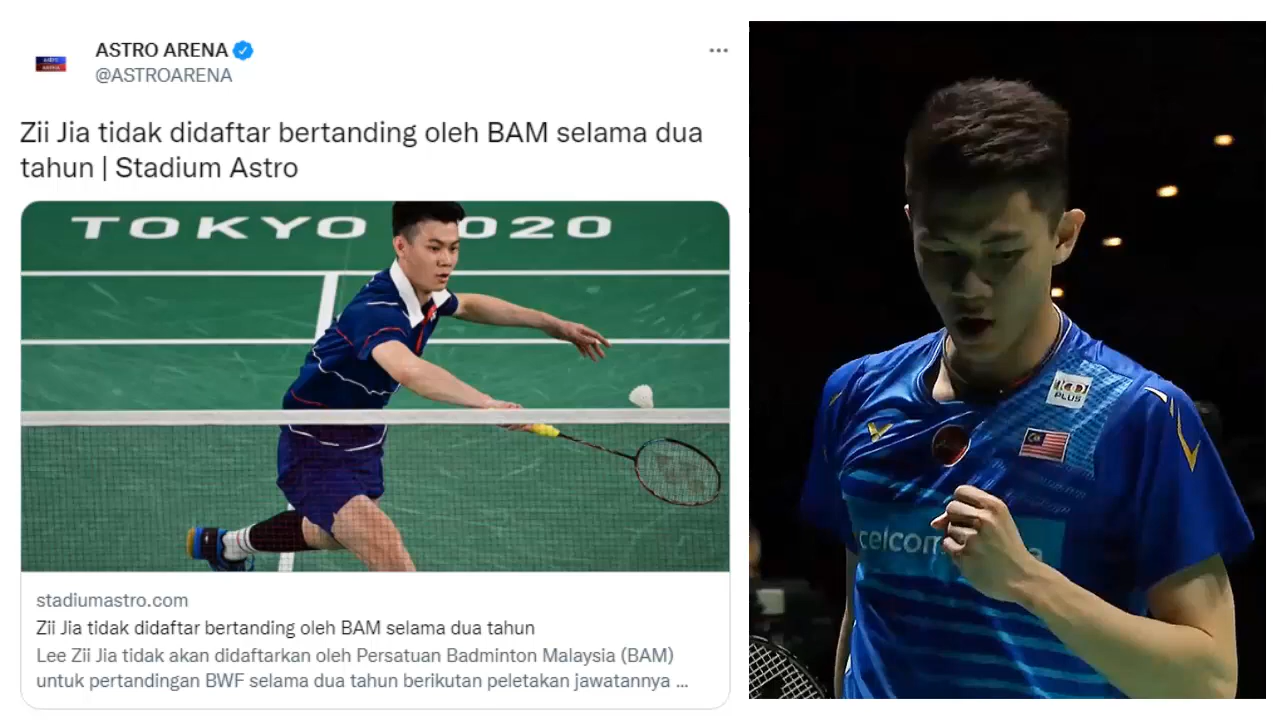 ASTRO ARENA
@ASTROARENA
Zii Jia tidak didaftar bertanding oleh BAM selama dua
tahun | Stadium Astro
TOKYO 2020
stadiumastro.com
Zii Jia tidak didaftar bertanding oleh BAM selama dua tahun
Lee Zii Jia tidak akan didaftarkan oleh Persatuan Badminton Malaysia (BAM)
untuk pertandingan BWF selama dua tahun berikutan peletakan jawatannya ...
100
PLUS
celcom